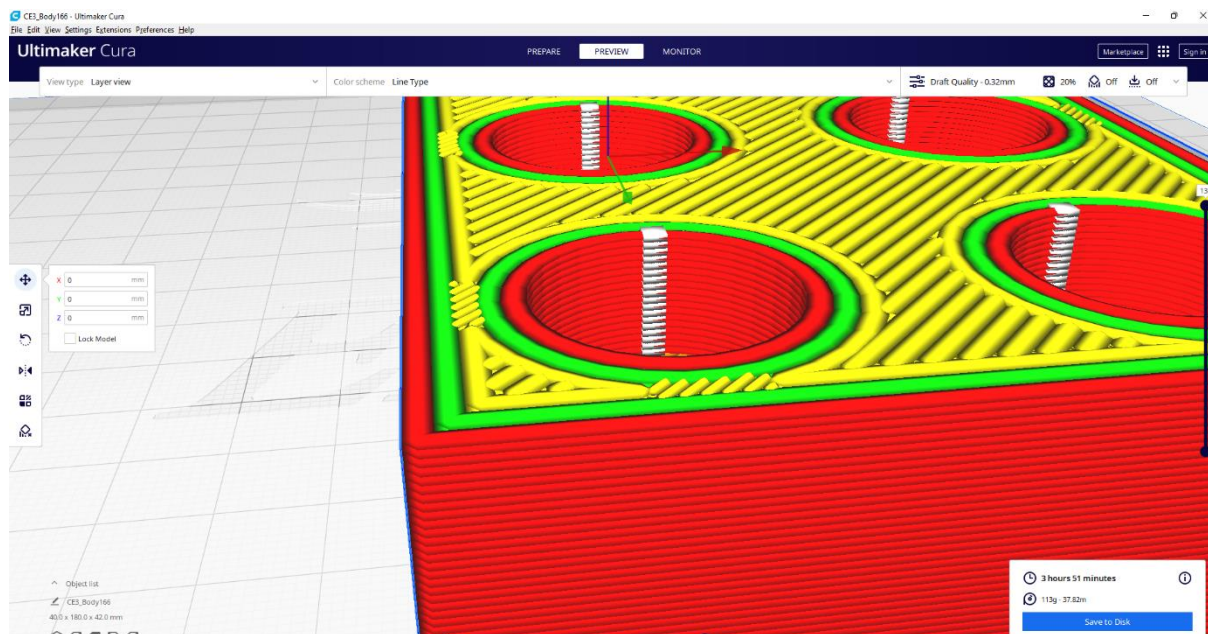 CE3_Body166 - Ultimaker Cura
File Edit View Settings Extensions Preferences Help
Ultimaker Cura
PREPARE PREVIEW MONITOR
Marketplace Sign in
View type Layer view
Color scheme Line Type
Draft Quality - 0.32mm 20% Off Off
13
X 0 mm
Y 0 mm
Z 0 mm
Lock Model
Object list
CE3_Body166
40.0 x 180.0 x 42.0 mm
3 hours 51 minutes
113g - 37.82m
Save to Disk